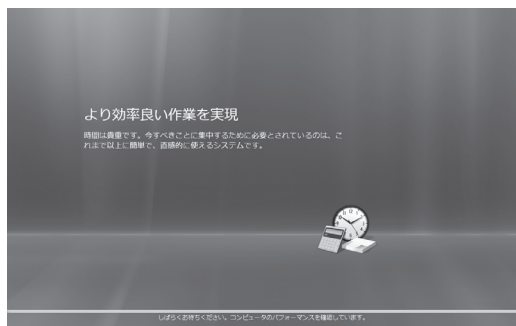 より効率良い作業を実現
時間は貴重です。今すべきことに集中するために必要とされているのは、こ
れまで以上に簡単で、直感的に使えるシステムです。
しばらくお待ちください。コンピュータのパフォーマンスを確認しています。